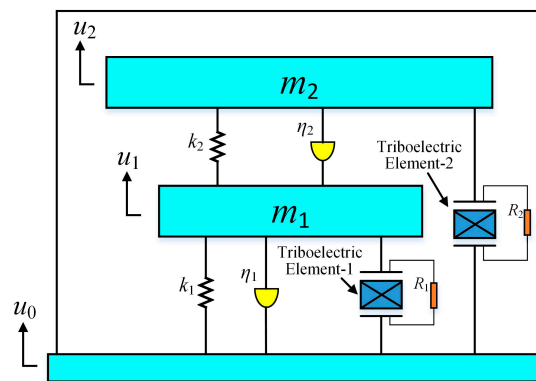 u₂
m₂
k₂
η₂
Triboelectric
Element-2
u₁
R₂
m₁
Triboelectric
Element-1
k₁
η₁
R₁
u₀